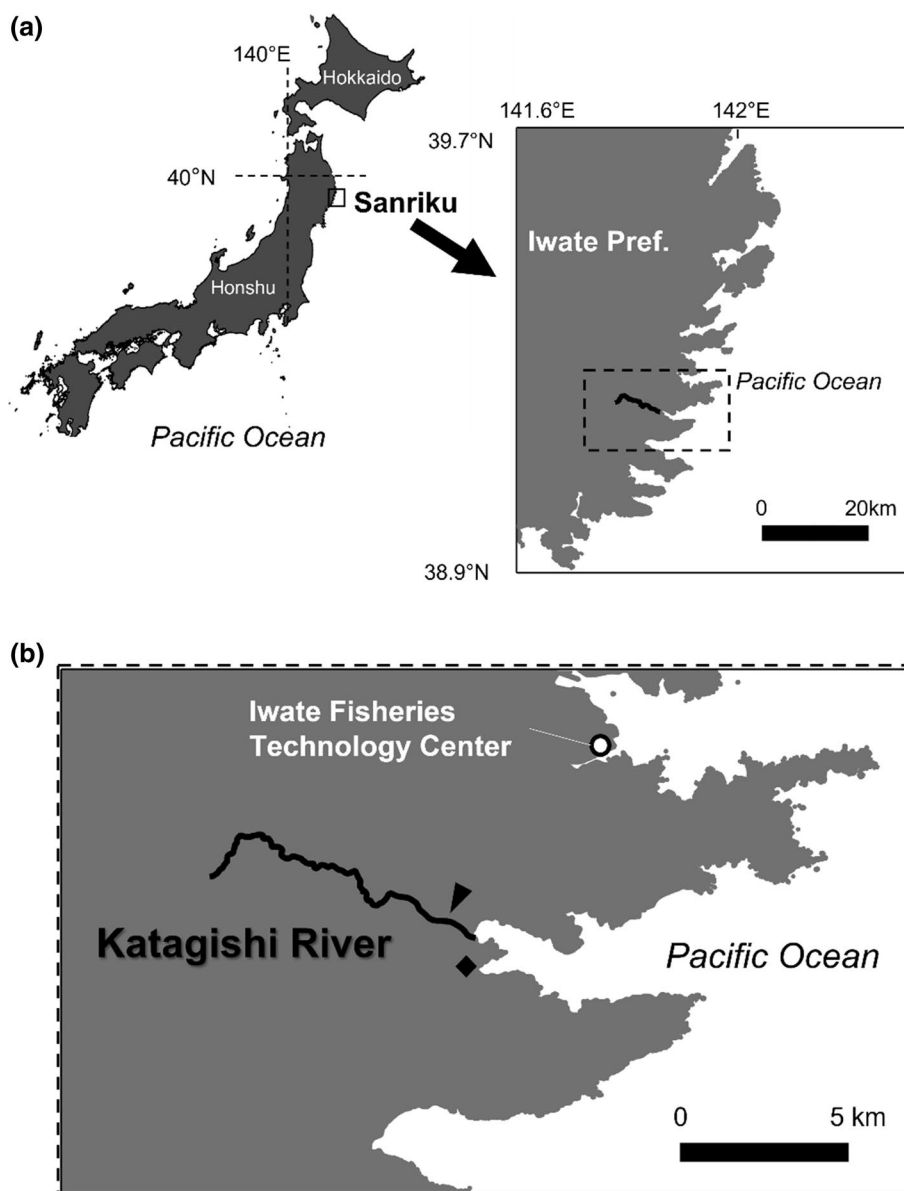 (a)
140°E
Hokkaido
40°N
Sanriku
Honshu
Pacific Ocean
141.6°E
142°E
39.7°N
Iwate Pref.
Pacific Ocean
0
20km
38.9°N
(b)
Iwate Fisheries
Technology Center
Katagishi River
Pacific Ocean
0
5 km